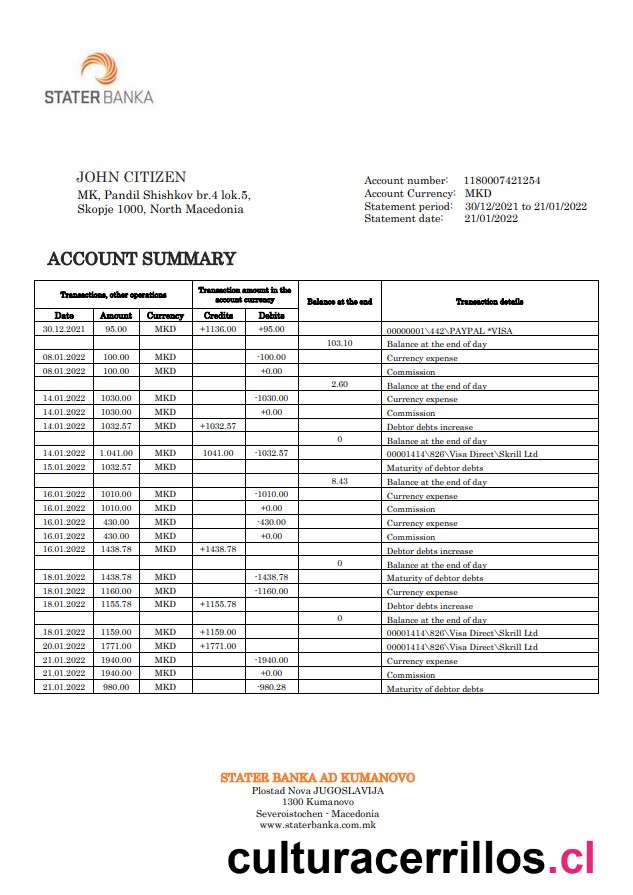 STATER BANKA
JOHN CITIZEN
MK, Pandil Shishkov br.4 lok.5,
Skopje 1000, North Macedonia
Account number: 1180007421254
Account Currency: MKD
Statement period: 30/12/2021 to 21/01/2022
Statement date: 21/01/2022
ACCOUNT SUMMARY
Transactions, other operations Transaction amount in the account currency Balance at the end Transaction details
Date Amount Currency Credits Debits
30.12.2021 95.00 MKD +1136.00 +95.00 00000001\442\PAYPAL *VISA
103.10 Balance at the end of day
08.01.2022 100.00 MKD -100.00 Currency expense
08.01.2022 100.00 MKD +0.00 Commission
2.60 Balance at the end of day
14.01.2022 1030.00 MKD -1030.00 Currency expense
14.01.2022 1030.00 MKD +0.00 Commission
14.01.2022 1032.57 MKD +1032.57 Debtor debts increase
0 Balance at the end of day
14.01.2022 1.041.00 MKD 1041.00 -1032.57 00001414\826\Visa Direct\Skrill Ltd
15.01.2022 1032.57 MKD Maturity of debtor debts
8.43 Balance at the end of day
16.01.2022 1010.00 MKD -1010.00 Currency expense
16.01.2022 1010.00 MKD +0.00 Commission
16.01.2022 430.00 MKD -430.00 Currency expense
16.01.2022 430.00 MKD +0.00 Commission
16.01.2022 1438.78 MKD +1438.78 Debtor debts increase
0 Balance at the end of day
18.01.2022 1438.78 MKD -1438.78 Maturity of debtor debts
18.01.2022 1160.00 MKD -1160.00 Currency expense
18.01.2022 1155.78 MKD +1155.78 Debtor debts increase
0 Balance at the end of day
18.01.2022 1159.00 MKD +1159.00 00001414\826\Visa Direct\Skrill Ltd
20.01.2022 1771.00 MKD +1771.00 00001414\826\Visa Direct\Skrill Ltd
21.01.2022 1940.00 MKD -1940.00 Currency expense
21.01.2022 1940.00 MKD +0.00 Commission
21.01.2022 980.00 MKD -980.28 Maturity of debtor debts
STATER BANKA AD KUMANOVO
Plostad Nova JUGOSLAVIJA
1300 Kumanovo
Severoistochen - Macedonia
www.staterbanka.com.mk
culturacerrillos.cl